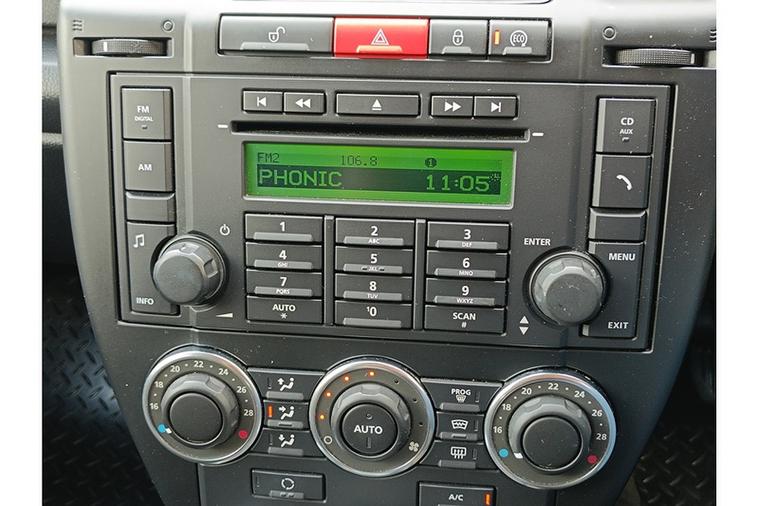 ECO
FM
DIGITAL
AM
INFO
CD
AUX
MENU
EXIT
FM2 106.8 1
PHONIC 11:05
1 2 ABC 3 DEF
4 GHI 5 JKL 6 MNO
7 PQRS 8 TUV 9 WXYZ
AUTO * 0 SCAN #
ENTER
16 18 20 22 24 26 28
AUTO
PROG
16 18 20 22 24 26 28
A/C